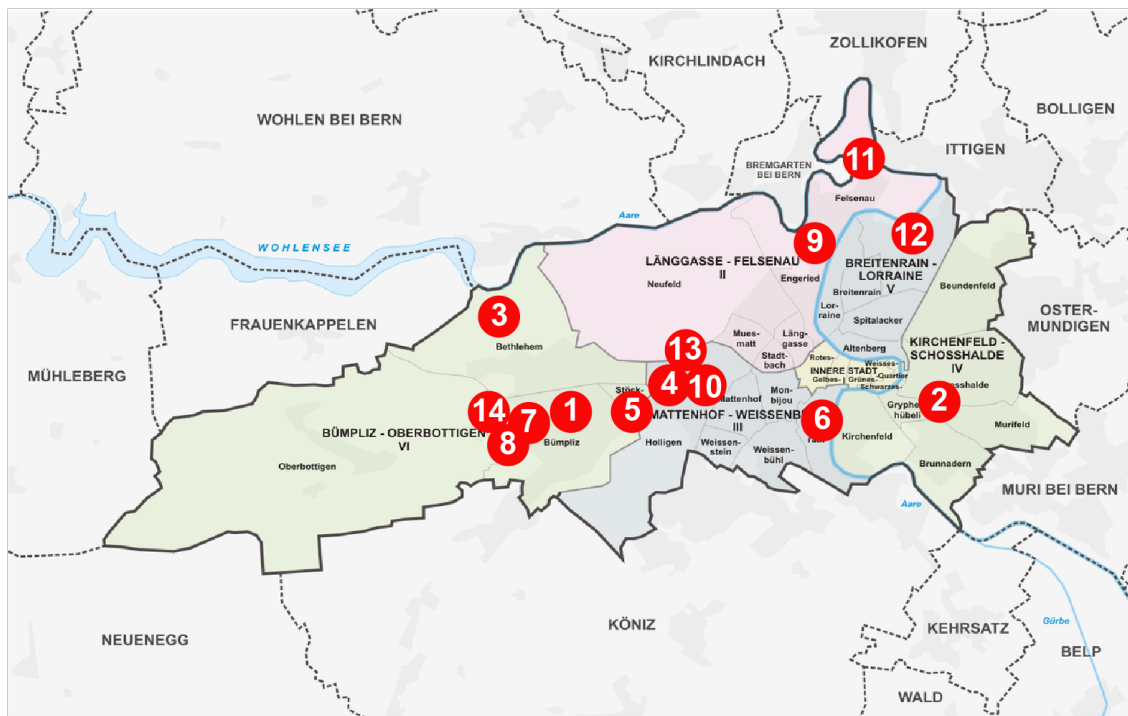 ZOLLIKOFEN
KIRCHLINDACH
BOLLIGEN
WOHLEN BEI BERN
ITTIGEN
11
BREMGARTEN
BEI BERN
Felsenau
Aare
12
9
WOHLENSEE
LÄNGGASSE - FELSENAU
II
BREITENRAIN -
LORRAINE
V
Neufeld
Engeried
Beundenfeld
Breitenrain
3
Lor-
raine
OSTER-
MUNDIGEN
FRAUENKAPPELEN
Spitalacker
Mues-
matt
Läng-
gasse
Bethlehem
13
Altenberg
KIRCHENFELD -
SCHOSSHALDE
IV
Stadt-
bach
Rotes-
Weisses-
MÜHLEBERG
INNERE STADT
Quartier
Gelbes-
Grünes-
Schwarzes-
4
10
Stöck-
Mattenhof
Mon-
bijou
2
14
1
5
MATTENHOF - WEISSENB
III
6
Gryphe
hübeli
7
BÜMPLIZ - OBERBOTTIGEN
VI
8
Bümpliz
Holligen
Weissen-
stein
Weissen-
bühl
Kirchenfeld
Murifeld
Oberbottigen
Brunnadern
MURI BEI BERN
Aare
KÖNIZ
Gürbe
KEHRSATZ
NEUENEGG
BELP
WALD